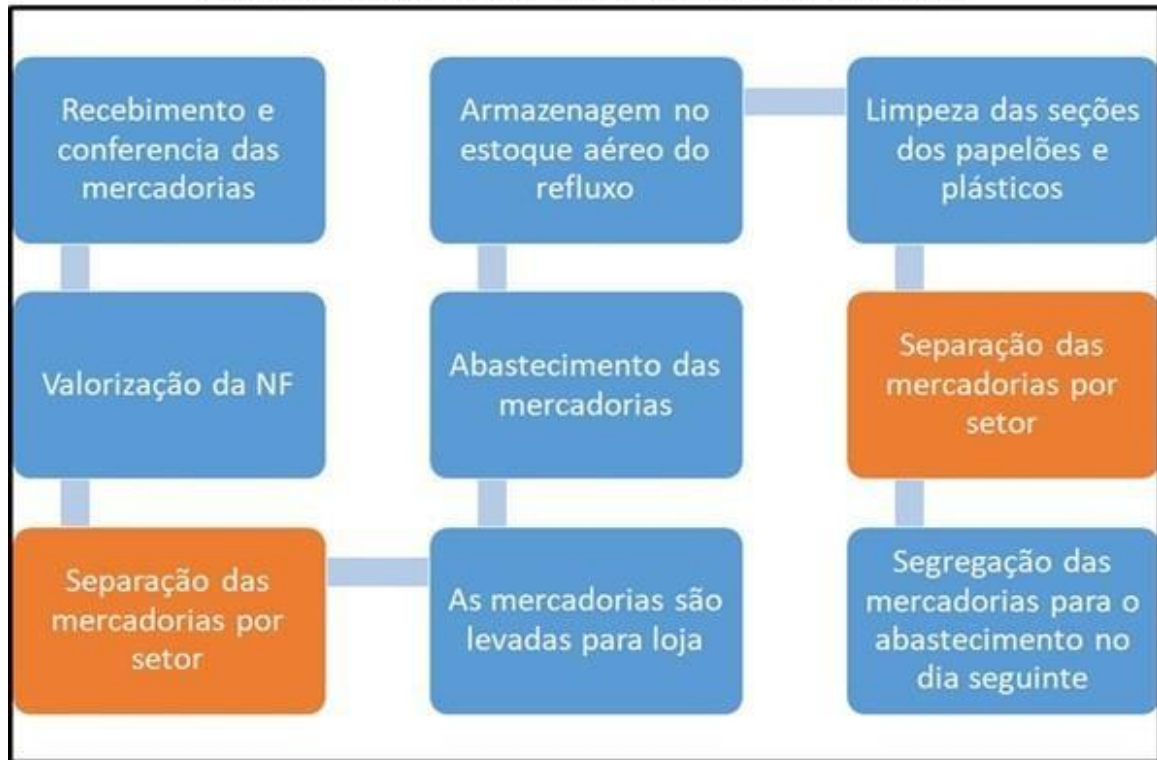 Recebimento e
conferencia das
mercadorias
Valorização da NF
Separação das
mercadorias por
setor
As mercadorias são
levadas para loja
Abastecimento das
mercadorias
Armazenagem no
estoque aéreo do
refluxo
Limpeza das seções
dos papelões e
plásticos
Separação das
mercadorias por
setor
Segregação das
mercadorias para o
abastecimento no
dia seguinte